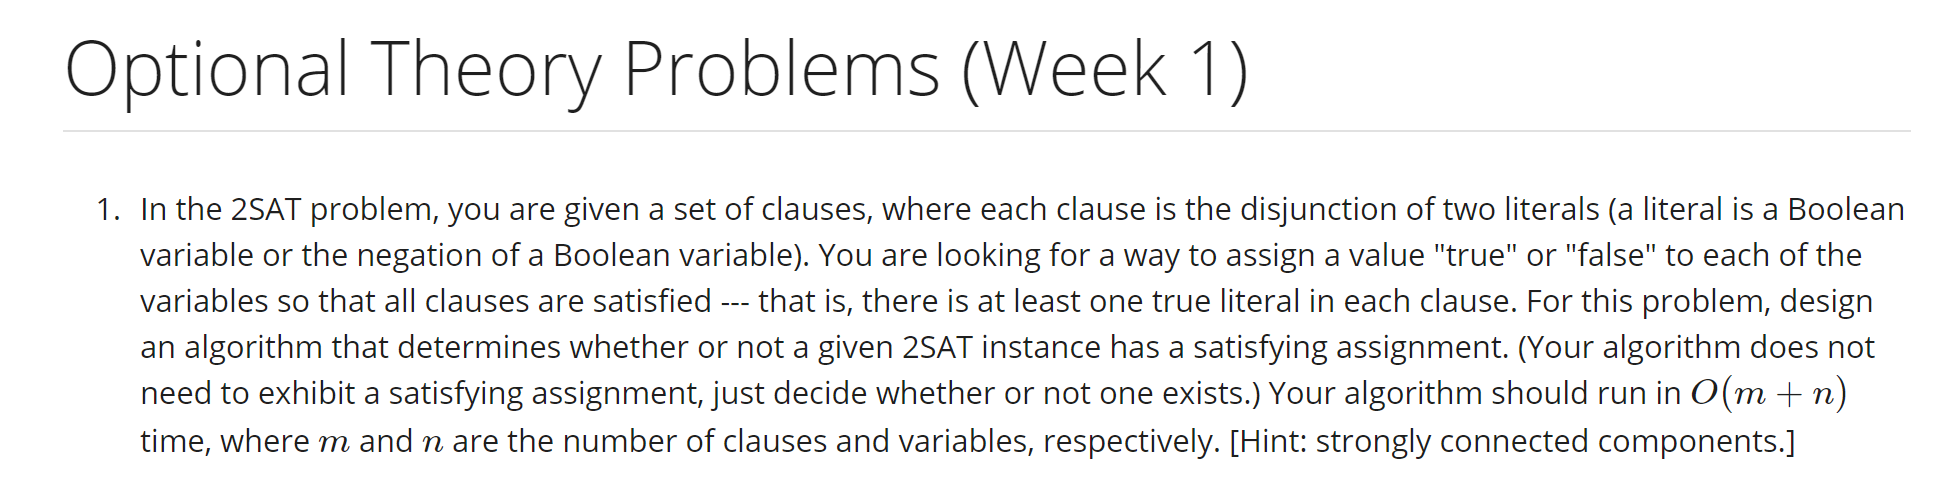 Optional Theory Problems (Week 1)
1. In the 2SAT problem, you are given a set of clauses, where each clause is the disjunction of two literals (a literal is a Boolean
variable or the negation of a Boolean variable). You are looking for a way to assign a value "true" or "false" to each of the
variables so that all clauses are satisfied --- that is, there is at least one true literal in each clause. For this problem, design
an algorithm that determines whether or not a given 2SAT instance has a satisfying assignment. (Your algorithm does not
need to exhibit a satisfying assignment, just decide whether or not one exists.) Your algorithm should run in O(m + n)
time, where m and n are the number of clauses and variables, respectively. [Hint: strongly connected components.]